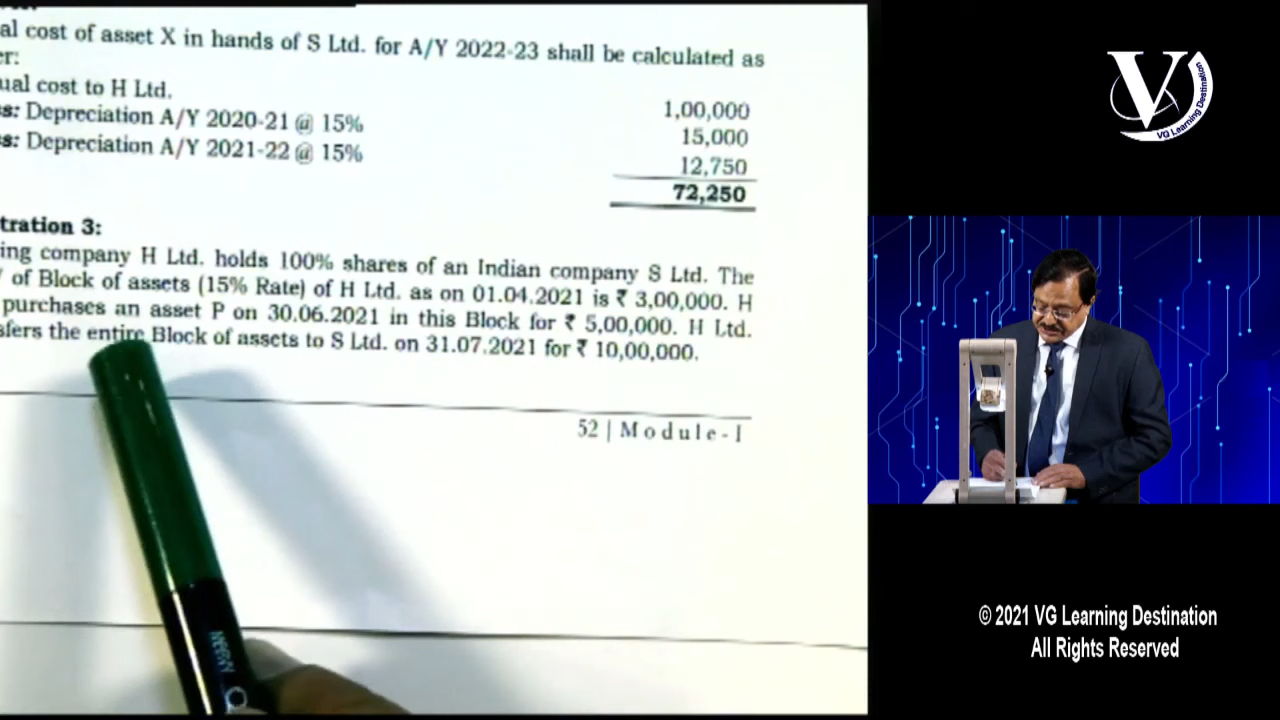 al cost of asset X in hands of S Ltd. for A/Y 2022-23 shall be calculated as
er:
ual cost to H Ltd. 1,00,000
ss: Depreciation A/Y 2020-21 @ 15% 15,000
ss: Depreciation A/Y 2021-22 @ 15% 12,750
72,250
tration 3:
ing company H Ltd. holds 100% shares of an Indian company S Ltd. The
of Block of assets (15% Rate) of H Ltd. as on 01.04.2021 is ₹ 3,00,000. H
purchases an asset P on 30.06.2021 in this Block for ₹ 5,00,000. H Ltd.
sfers the entire Block of assets to S Ltd. on 31.07.2021 for ₹ 10,00,000.
52 | Module-I
V
VG Learning Destination
© 2021 VG Learning Destination
All Rights Reserved